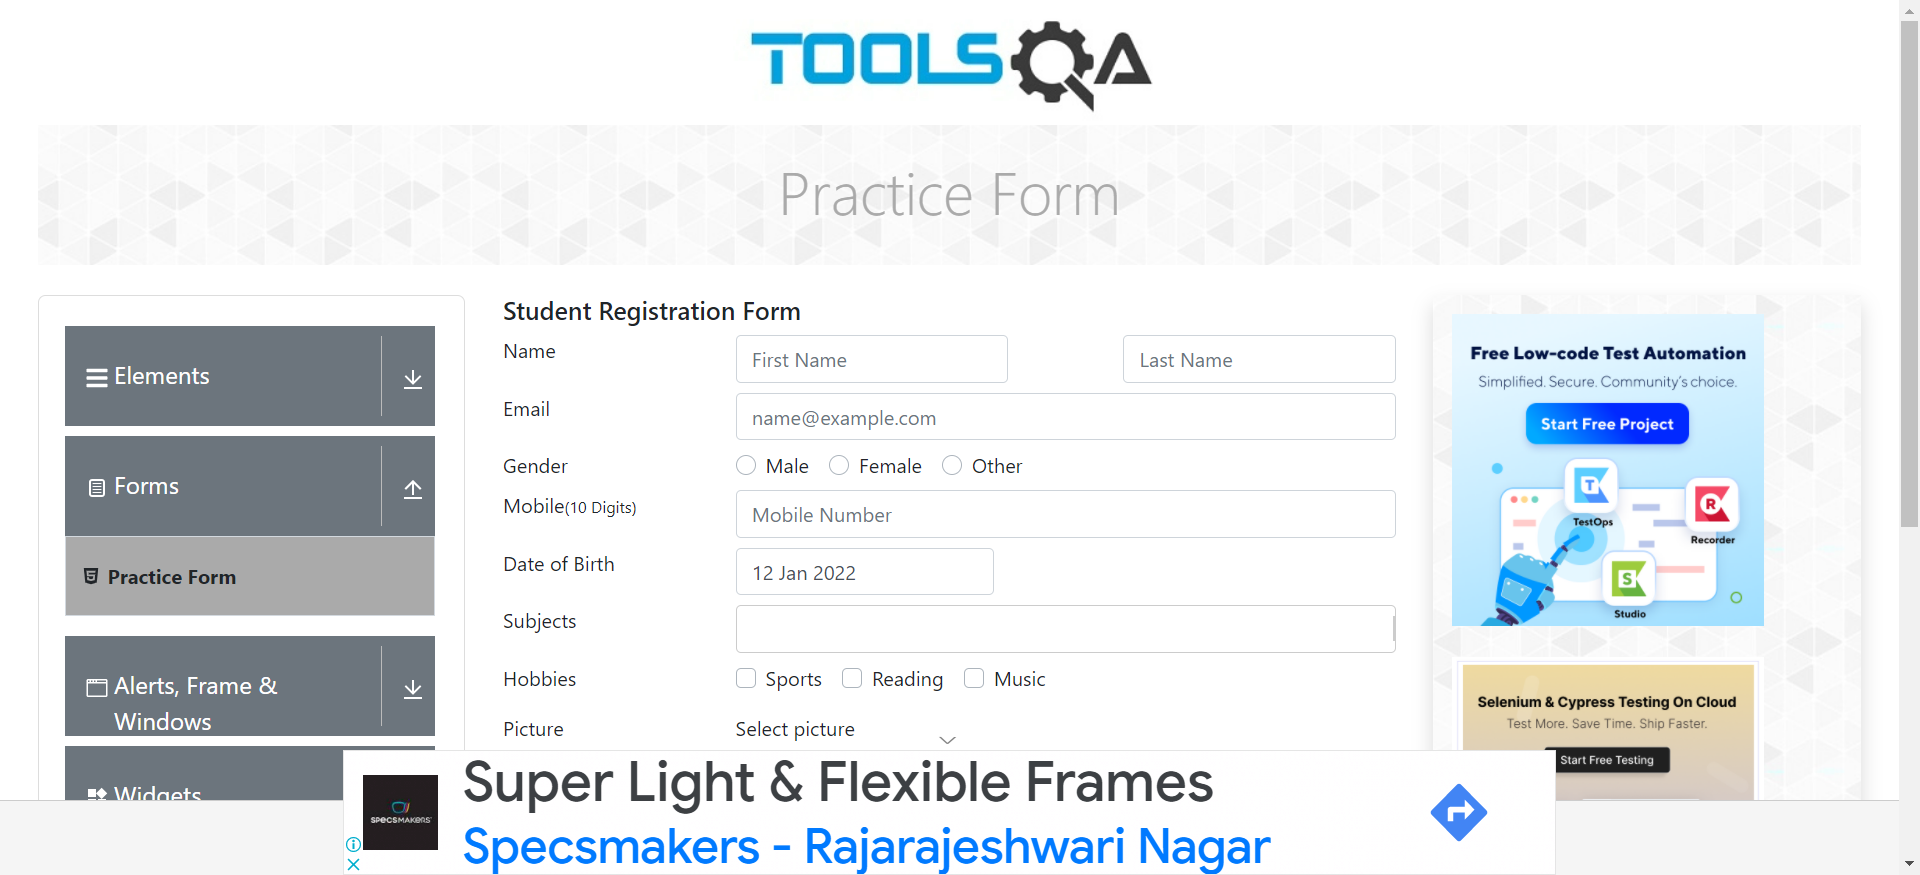 TOOLSQA
Practice Form
Elements
Forms
Practice Form
Alerts, Frame &
Windows
Widgets
Student Registration Form
Name
First Name
Last Name
Email
name@example.com
Gender
Male
Female
Other
Mobile(10 Digits)
Mobile Number
Date of Birth
12 Jan 2022
Subjects
Hobbies
Sports
Reading
Music
Picture
Select picture
Free Low-code Test Automation
Simplified. Secure. Community's choice.
Start Free Project
T
TestOps
R
Recorder
S
Studio
Selenium & Cypress Testing On Cloud
Test More. Save Time. Ship Faster.
Start Free Testing
SPECSMAKERS
Super Light & Flexible Frames
Specsmakers - Rajarajeshwari Nagar